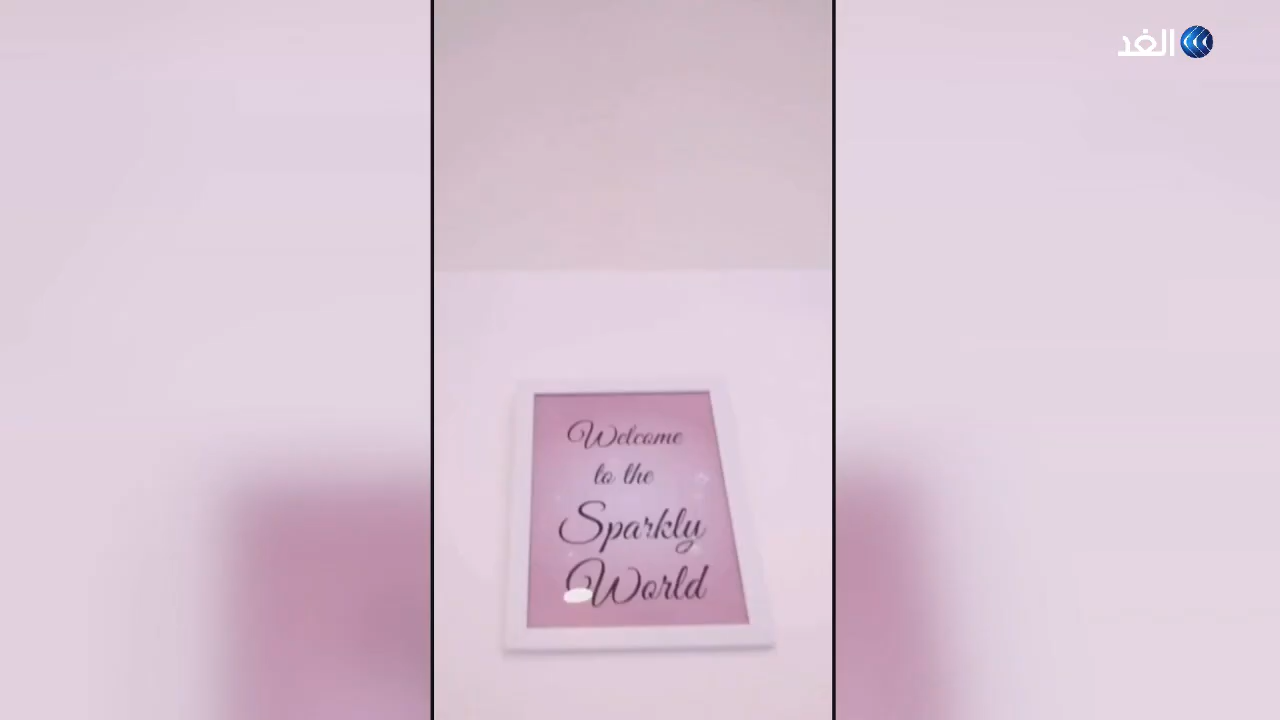 الغد
Welcome
to the
Sparkly
World